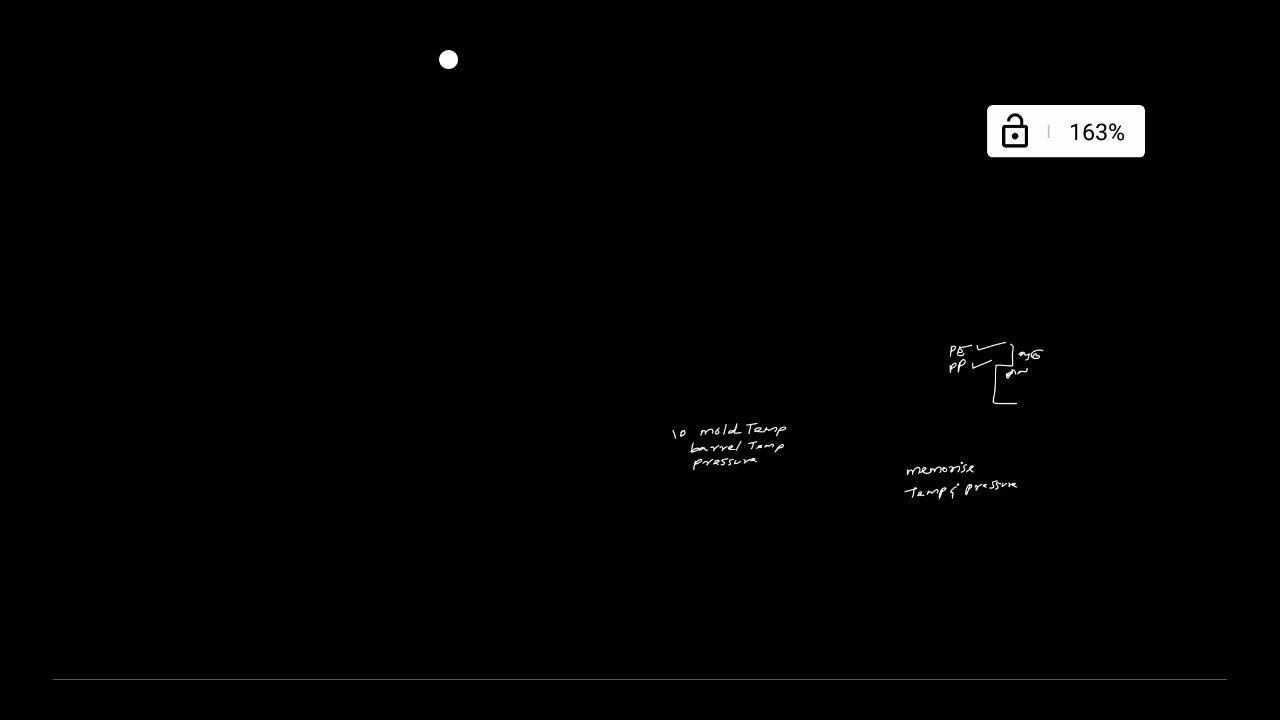 163%
PE
PP
10 mold Temp
barrel Temp
pressure
memorise
Temp & pressure